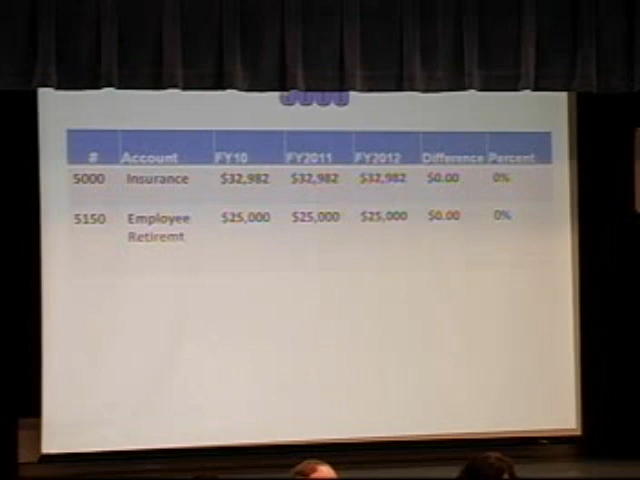 # Account FY10 FY2011 FY2012 Difference Percent
5000 Insurance $32,982 $32,982 $32,982 $0.00 0%
5150 Employee $25,000 $25,000 $25,000 $0.00 0%
Retiremt